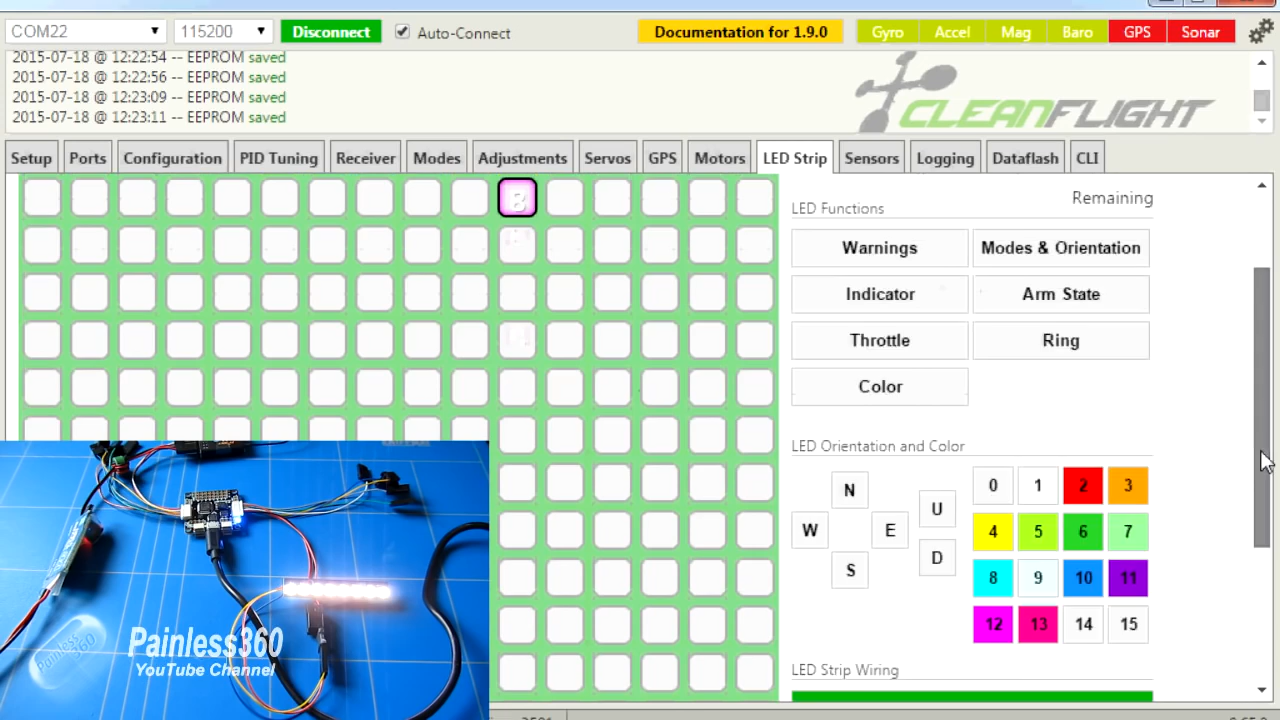 COM22 115200 Disconnect Auto-Connect Documentation for 1.9.0 Gyro Accel Mag Baro GPS Sonar
2015-07-18 @ 12:22:54 -- EEPROM saved
2015-07-18 @ 12:22:56 -- EEPROM saved
2015-07-18 @ 12:23:09 -- EEPROM saved
2015-07-18 @ 12:23:11 -- EEPROM saved
CLEANFLIGHT
Setup Ports Configuration PID Tuning Receiver Modes Adjustments Servos GPS Motors LED Strip Sensors Logging Dataflash CLI
B
Remaining
LED Functions
Warnings Modes & Orientation
Indicator Arm State
Throttle Ring
Color
LED Orientation and Color
N
W E
S
U
D
0 1 2 3
4 5 6 7
8 9 10 11
12 13 14 15
LED Strip Wiring
Painless360
Painless360
YouTube Channel